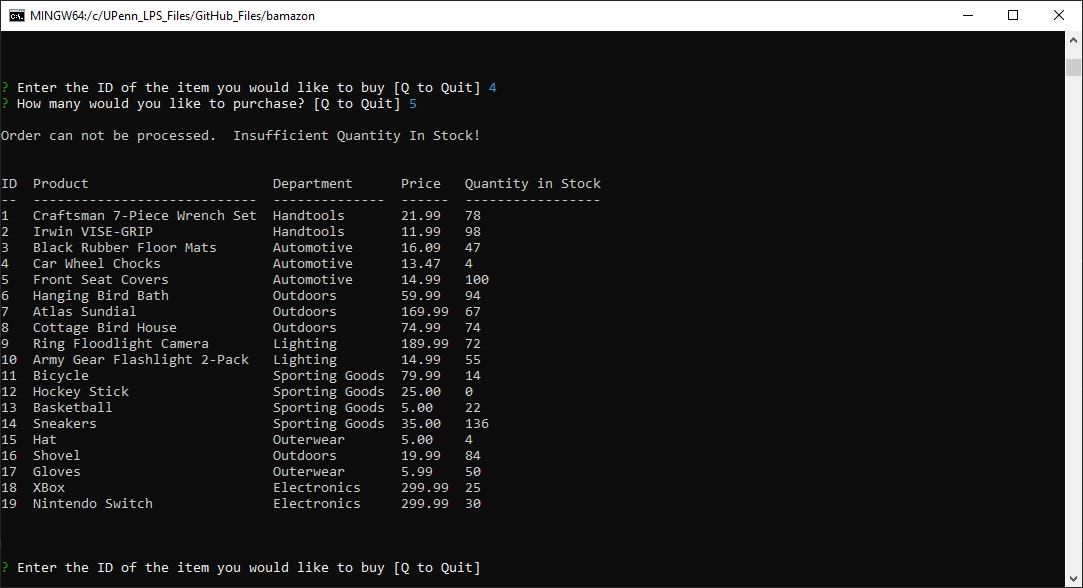 MINGW64:/c/UPenn_LPS_Files/GitHub_Files/bamazon
? Enter the ID of the item you would like to buy [Q to Quit] 4
? How many would you like to purchase? [Q to Quit] 5
Order can not be processed.  Insufficient Quantity In Stock!
ID  Product                       Department      Price   Quantity in Stock
--  ----------------------------  --------------  ------  -----------------
1   Craftsman 7-Piece Wrench Set  Handtools       21.99   78
2   Irwin VISE-GRIP               Handtools       11.99   98
3   Black Rubber Floor Mats       Automotive      16.09   47
4   Car Wheel Chocks              Automotive      13.47   4
5   Front Seat Covers             Automotive      14.99   100
6   Hanging Bird Bath             Outdoors        59.99   94
7   Atlas Sundial                 Outdoors        169.99  67
8   Cottage Bird House            Outdoors        74.99   74
9   Ring Floodlight Camera        Lighting        189.99  72
10  Army Gear Flashlight 2-Pack   Lighting        14.99   55
11  Bicycle                       Sporting Goods  79.99   14
12  Hockey Stick                  Sporting Goods  25.00   0
13  Basketball                    Sporting Goods  5.00    22
14  Sneakers                      Sporting Goods  35.00   136
15  Hat                           Outerwear       5.00    4
16  Shovel                        Outdoors        19.99   84
17  Gloves                        Outerwear       5.99    50
18  XBox                          Electronics     299.99  25
19  Nintendo Switch               Electronics     299.99  30
? Enter the ID of the item you would like to buy [Q to Quit]